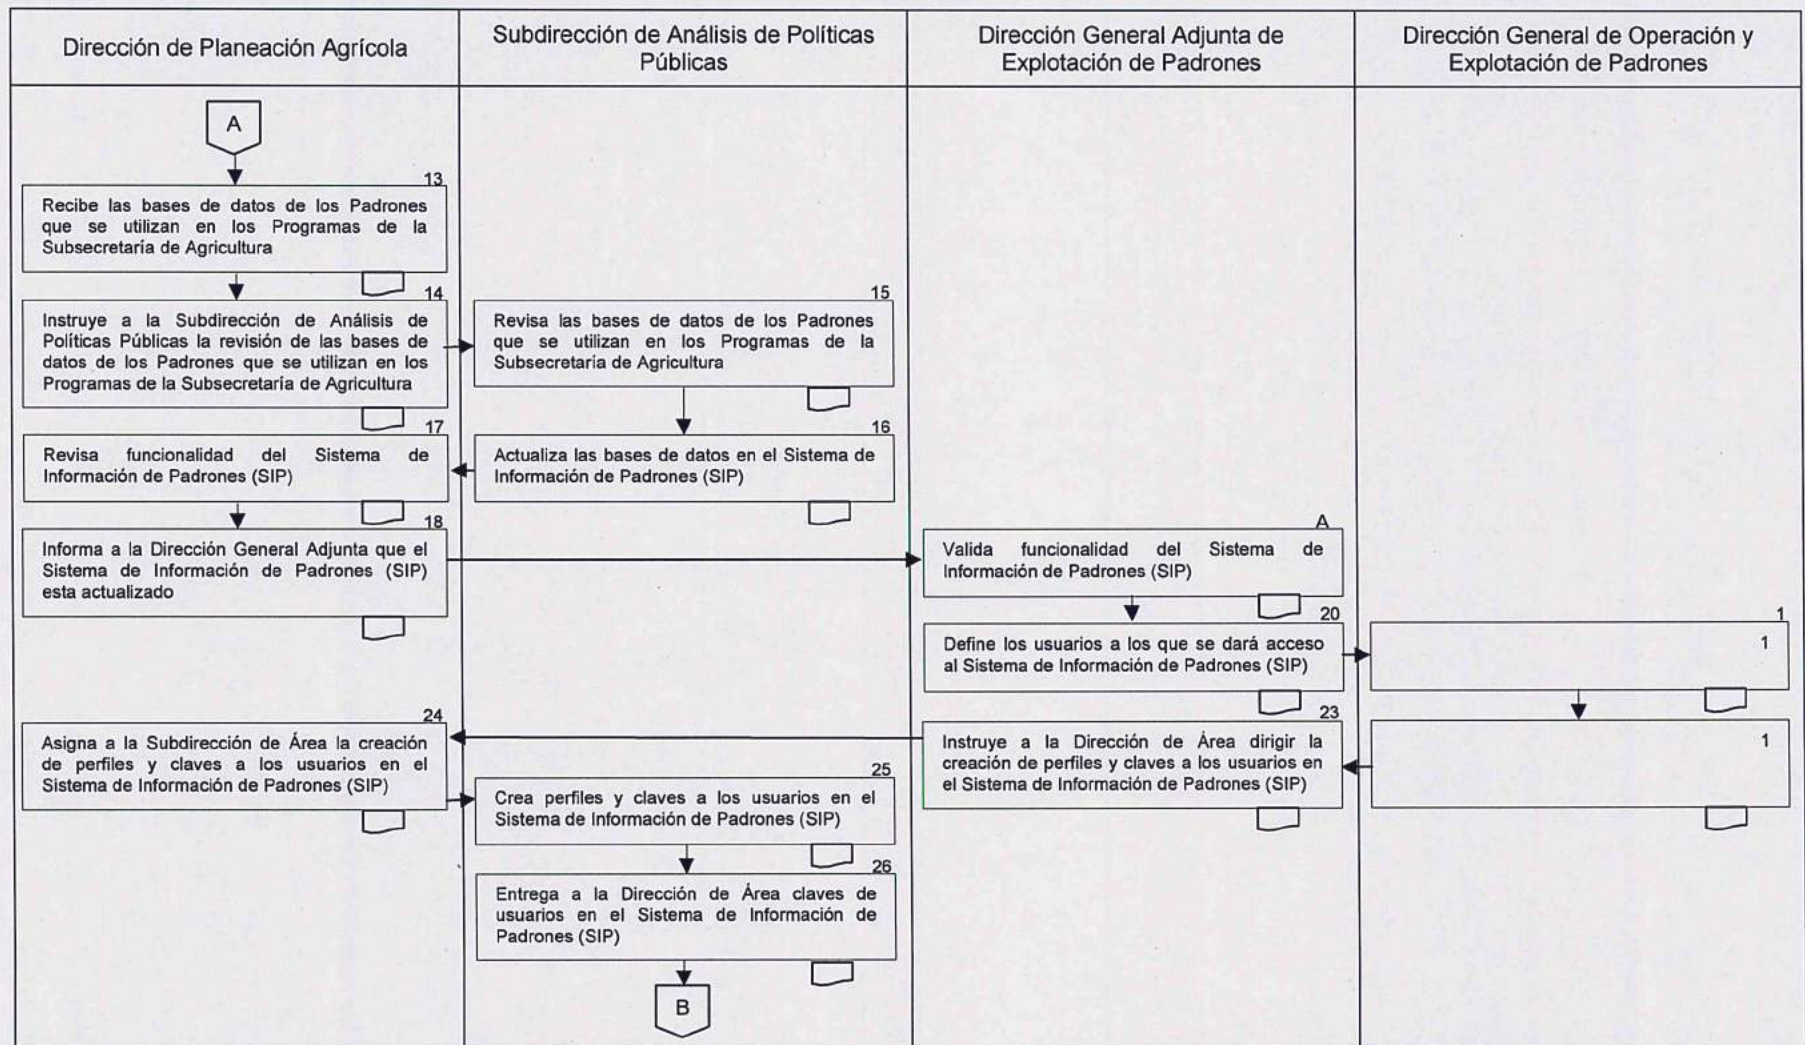 Dirección de Planeación Agrícola
Subdirección de Análisis de Políticas
Públicas
Dirección General Adjunta de
Explotación de Padrones
Dirección General de Operación y
Explotación de Padrones
A
13
Recibe las bases de datos de los Padrones
que se utilizan en los Programas de la
Subsecretaría de Agricultura
14
Instruye a la Subdirección de Análisis de
Políticas Públicas la revisión de las bases de
datos de los Padrones que se utilizan en los
Programas de la Subsecretaría de Agricultura
15
Revisa las bases de datos de los Padrones
que se utilizan en los Programas de la
Subsecretaría de Agricultura
16
Actualiza las bases de datos en el Sistema de
Información de Padrones (SIP)
17
Revisa funcionalidad del Sistema de
Información de Padrones (SIP)
18
Informa a la Dirección General Adjunta que el
Sistema de Información de Padrones (SIP)
esta actualizado
A
Valida funcionalidad del Sistema de
Información de Padrones (SIP)
20
Define los usuarios a los que se dará acceso
al Sistema de Información de Padrones (SIP)
1
1
1
23
Instruye a la Dirección de Área dirigir la
creación de perfiles y claves a los usuarios en
el Sistema de Información de Padrones (SIP)
24
Asigna a la Subdirección de Área la creación
de perfiles y claves a los usuarios en el
Sistema de Información de Padrones (SIP)
25
Crea perfiles y claves a los usuarios en el
Sistema de Información de Padrones (SIP)
26
Entrega a la Dirección de Área claves de
usuarios en el Sistema de Información de
Padrones (SIP)
B